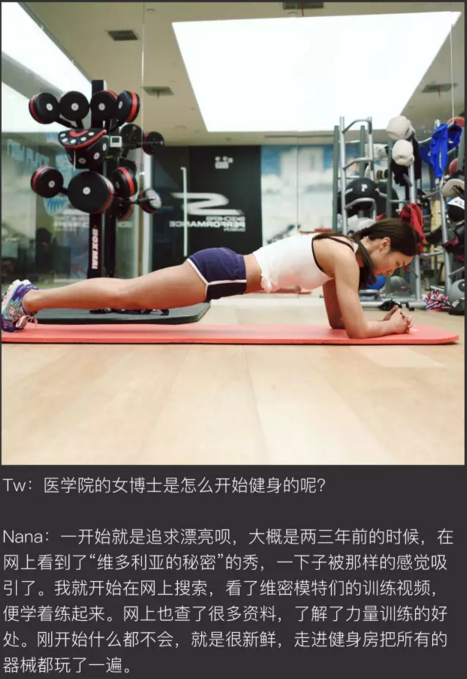 SKECHERS
PERFORMANCE
BOXMAI
Tw：医学院的女博士是怎么开始健身的呢？
Nana：一开始就是追求漂亮呗，大概是两三年前的时候，在
网上看到了“维多利亚的秘密”的秀，一下子被那样的感觉吸
引了。我就开始在网上搜索，看了维密模特们的训练视频，
便学着练起来。网上也查了很多资料，了解了力量训练的好
处。刚开始什么都不会，就是很新鲜，走进健身房把所有的
器械都玩了一遍。